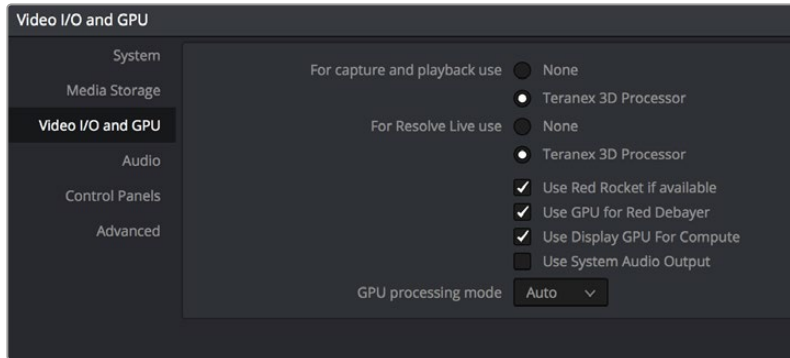 Video I/O and GPU
System
Media Storage
Video I/O and GPU
Audio
Control Panels
Advanced
For capture and playback use None
Teranex 3D Processor
For Resolve Live use None
Teranex 3D Processor
Use Red Rocket if available
Use GPU for Red Debayer
Use Display GPU For Compute
Use System Audio Output
GPU processing mode Auto